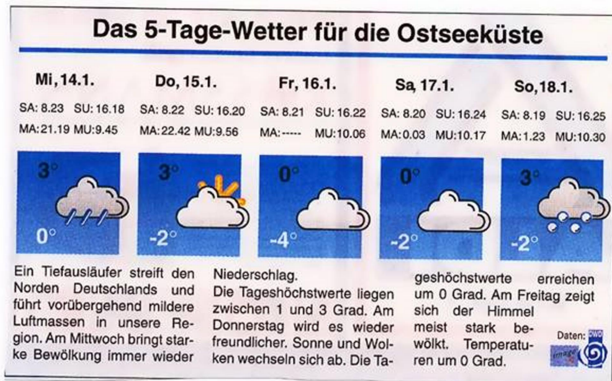 Das 5-Tage-Wetter für die Ostseeküste
Mi,14.1.
SA: 8.23 SU: 16.18
MA:21.19 MU:9.45
3°
0°
Do, 15.1.
SA: 8.22 SU: 16.20
MA: 22.42 MU:9.56
3°
-2°
Fr, 16.1.
SA: 8.21 SU: 16.22
MA:----- MU:10.06
0°
-4°
Sa, 17.1.
SA: 8.20 SU: 16.24
MA:0.03 MU:10.17
0°
-2°
So,18.1.
SA: 8.19 SU: 16.25
MA: 1.23 MU:10.30
3°
-2°
Ein Tiefausläufer streift den
Norden Deutschlands und
führt vorübergehend mildere
Luftmassen in unsere Re-
gion. Am Mittwoch bringt star-
ke Bewölkung immer wieder
Niederschlag.
Die Tageshöchstwerte liegen
zwischen 1 und 3 Grad. Am
Donnerstag wird es wieder
freundlicher. Sonne und Wol-
ken wechseln sich ab. Die Ta-
geshöchstwerte erreichen
um 0 Grad. Am Freitag zeigt
sich der Himmel
meist stark be-
wölkt. Temperatu-
ren um 0 Grad.
Daten:
DWD
image